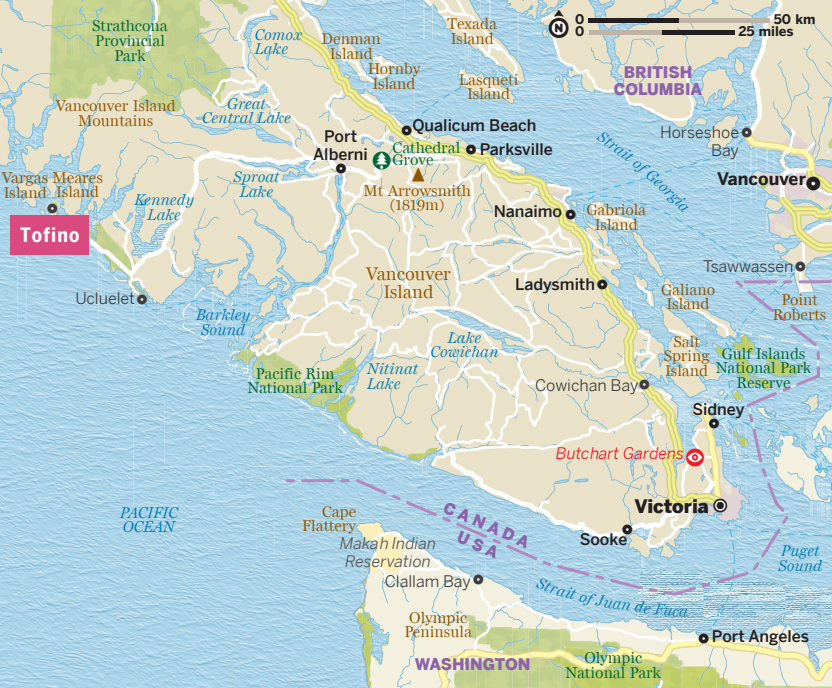 Strathcona
Provincial
Park
Comox
Lake
Denman
Island
Hornby
Island
Texada
Island
Lasqueti
Island
N
0
50 km
0
25 miles
BRITISH
COLUMBIA
Vancouver Island
Mountains
Great
Central Lake
Port
Alberni
Qualicum Beach
Cathedral
Grove
Parksville
Mt Arrowsmith
(1819m)
Strait of Georgia
Horseshoe
Bay
Vancouver
Vargas
Island
Meares
Island
Tofino
Kennedy
Lake
Sproat
Lake
Nanaimo
Gabriola
Island
Ucluelet
Barkley
Sound
Vancouver
Island
Ladysmith
Tsawwassen
Galiano
Island
Point
Roberts
Lake
Cowichan
Nitinat
Lake
Pacific Rim
National Park
Salt
Spring
Island
Gulf Islands
National Park
Reserve
Cowichan Bay
Sidney
Butchart Gardens
Victoria
Sooke
PACIFIC
OCEAN
CANADA
USA
Cape
Flattery
Makah Indian
Reservation
Clallam Bay
Strait of Juan de Fuca
Puget
Sound
Olympic
Peninsula
Port Angeles
WASHINGTON
Olympic
National Park